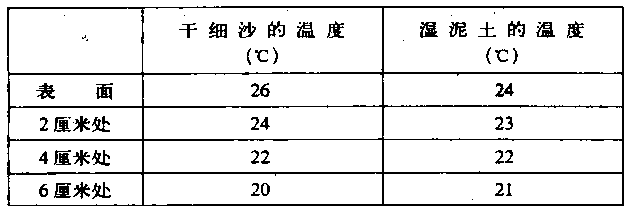 干细沙的温度 湿泥土的温度
(℃) (℃)
表 面 26 24
2厘米处 24 23
4厘米处 22 22
6厘米处 20 21